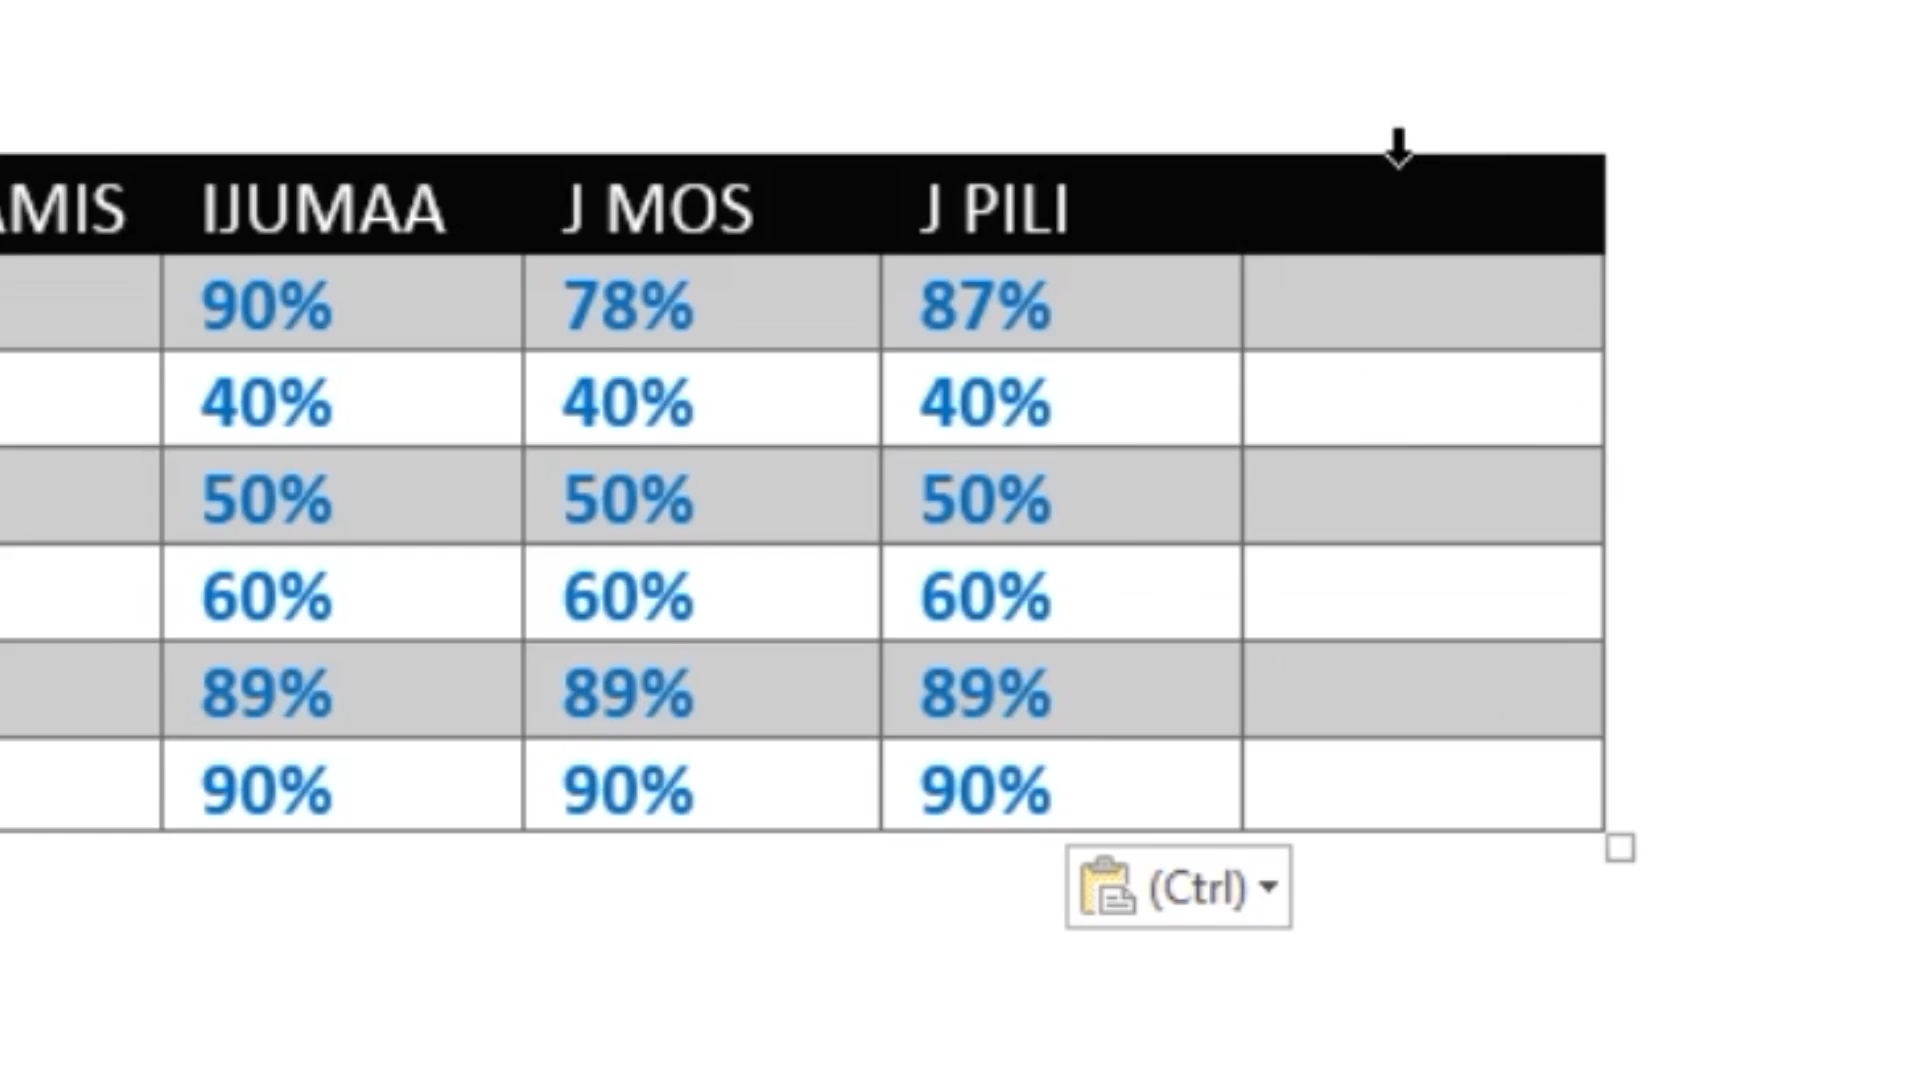 AMIS IJUMAA J MOS J PILI
90% 78% 87%
40% 40% 40%
50% 50% 50%
60% 60% 60%
89% 89% 89%
90% 90% 90%
(Ctrl)